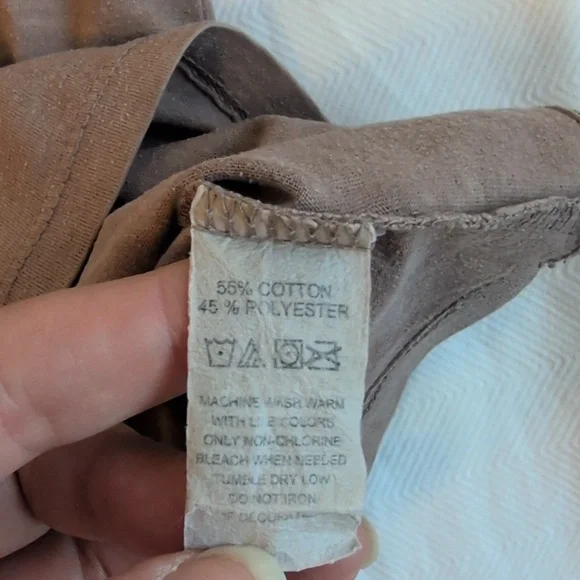 55% COTTON
45 % POLYESTER
MACHINE WASH WARM
WITH LIKE COLORS
ONLY NON-CHLORINE
BLEACH WHEN NEEDED
TUMBLE DRY LOW
DO NOT IRON
IF